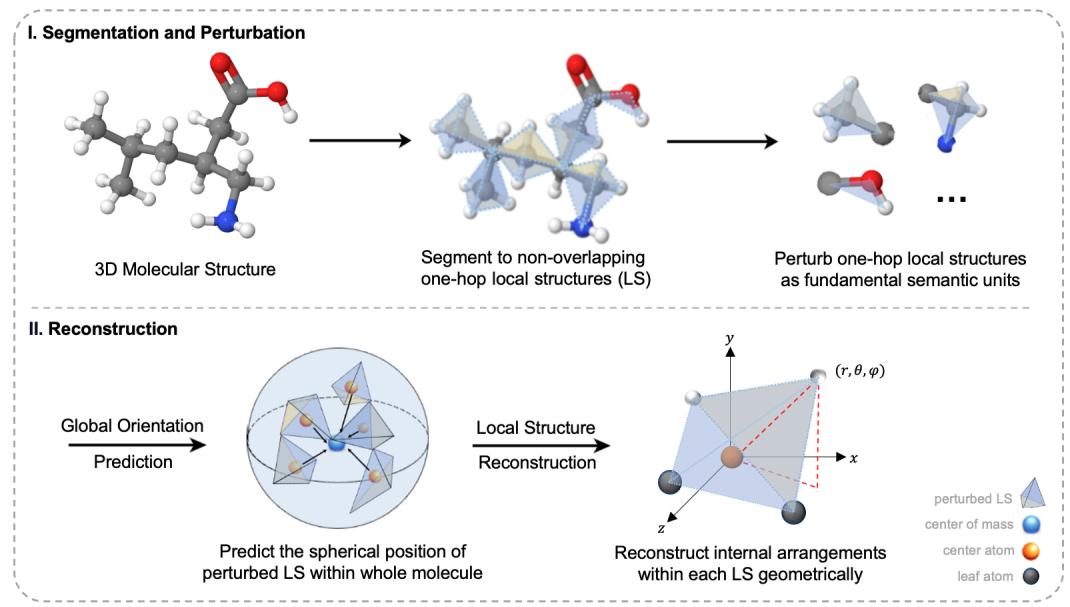 I. Segmentation and Perturbation
3D Molecular Structure
Segment to non-overlapping
one-hop local structures (LS)
...
Perturb one-hop local structures
as fundamental semantic units
II. Reconstruction
Global Orientation
Prediction
Predict the spherical position of
perturbed LS within whole molecule
Local Structure
Reconstruction
y
(r, θ, φ)
x
z
Reconstruct internal arrangements
within each LS geometrically
perturbed LS
center of mass
center atom
leaf atom